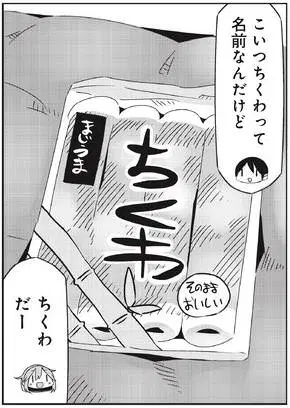 こいつちくわって
名前なんだけど
まいうま
ちくわ
そのまま
おいしい
ちくわ
だー